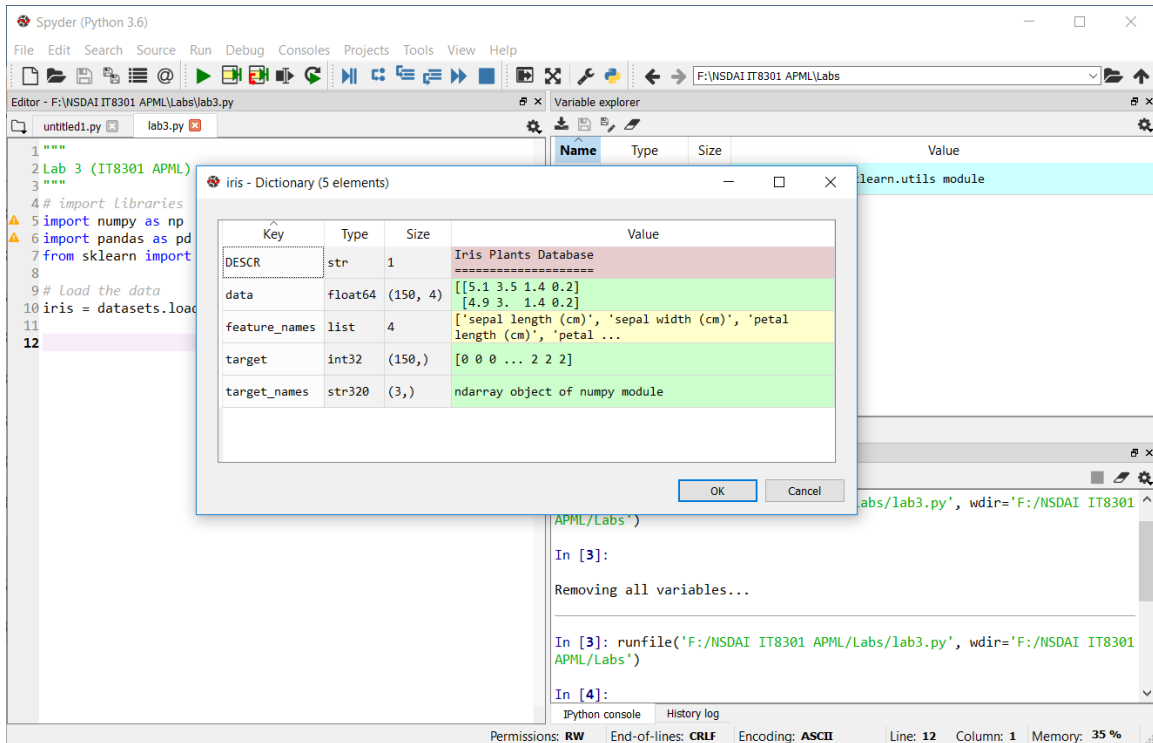 Spyder (Python 3.6)
File Edit Search Source Run Debug Consoles Projects Tools View Help
F:\NSDAI IT8301 APML\Labs
Editor - F:\NSDAI IT8301 APML\Labs\lab3.py
Variable explorer
untitled1.py
lab3.py
Name Type Size Value
1 """
2 Lab 3 (IT8301 APML)
3 """
4 # import libraries
5 import numpy as np
6 import pandas as pd
7 from sklearn import
8
9 # load the data
10 iris = datasets.load
11
12
tlearn.utils module
iris - Dictionary (5 elements)
Key Type Size Value
DESCR str 1 Iris Plants Database
====================
data float64 (150, 4) [[5.1 3.5 1.4 0.2]
[4.9 3. 1.4 0.2]
feature_names list 4 ['sepal length (cm)', 'sepal width (cm)', 'petal
length (cm)', 'petal ...
target int32 (150,) [0 0 0 ... 2 2 2]
target_names str320 (3,) ndarray object of numpy module
OK Cancel
abs/lab3.py', wdir='F:/NSDAI IT8301
APML/Labs')
In [3]:
Removing all variables...
In [3]: runfile('F:/NSDAI IT8301 APML/Labs/lab3.py', wdir='F:/NSDAI IT8301
APML/Labs')
In [4]:
IPython console History log
Permissions: RW End-of-lines: CRLF Encoding: ASCII Line: 12 Column: 1 Memory: 35 %